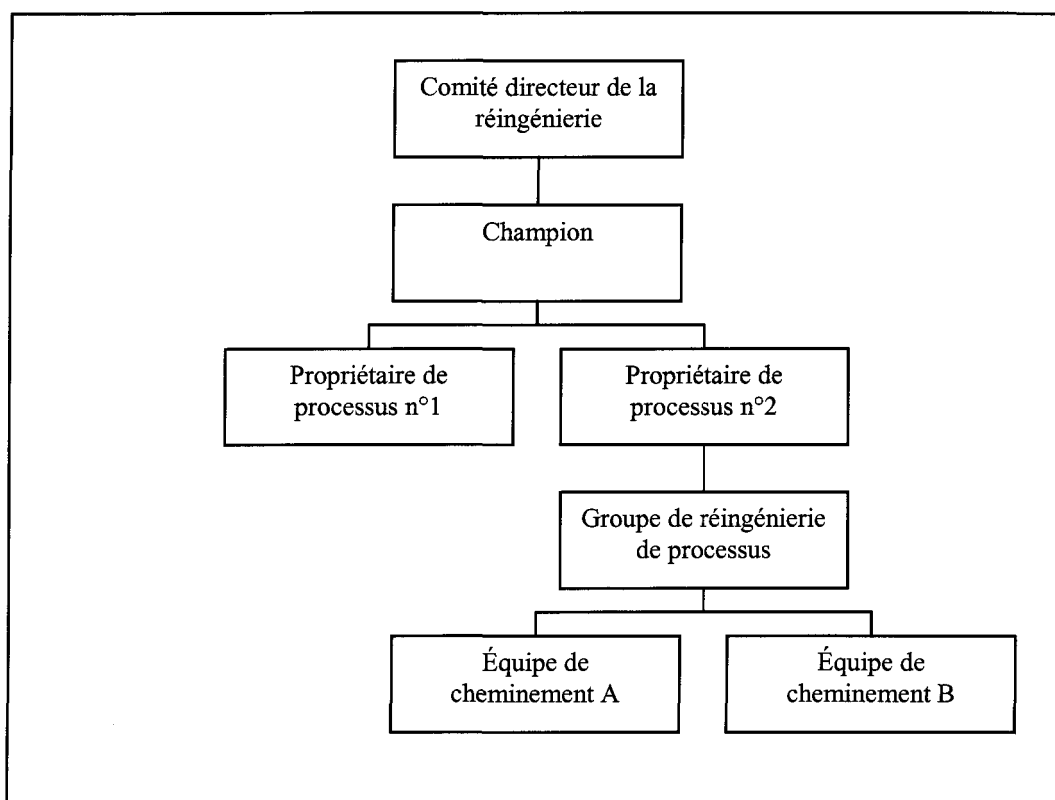 Comité directeur de la
réingénierie
Champion
Propriétaire de
processus n°1
Propriétaire de
processus n°2
Groupe de réingénierie
de processus
Équipe de
cheminement A
Équipe de
cheminement B